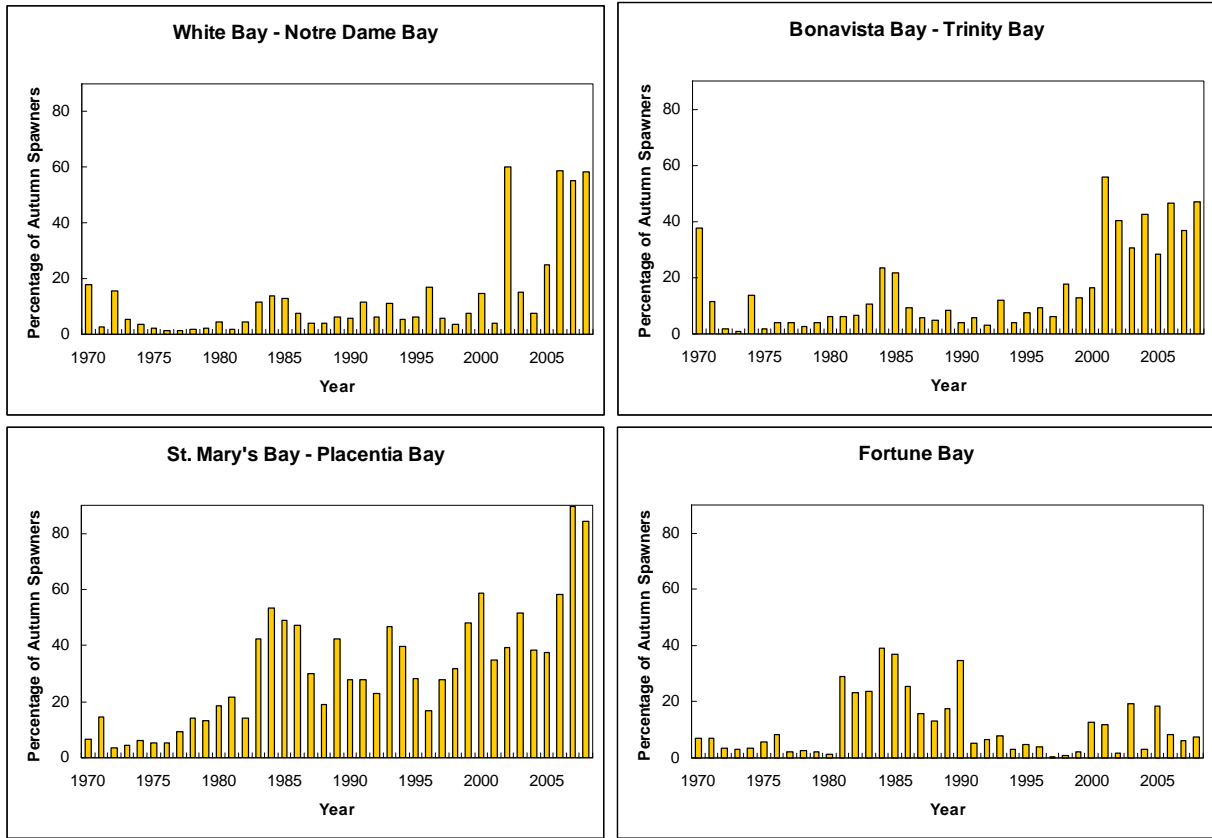 White Bay - Notre Dame Bay
Percentage of Autumn Spawners
80
60
40
20
0
1970 1975 1980 1985 1990 1995 2000 2005
Year
Bonavista Bay - Trinity Bay
Percentage of Autumn Spawners
80
60
40
20
0
1970 1975 1980 1985 1990 1995 2000 2005
Year
St. Mary's Bay - Placentia Bay
Percentage of Autumn Spawners
80
60
40
20
0
1970 1975 1980 1985 1990 1995 2000 2005
Year
Fortune Bay
Percentage of Autumn Spawners
80
60
40
20
0
1970 1975 1980 1985 1990 1995 2000 2005
Year